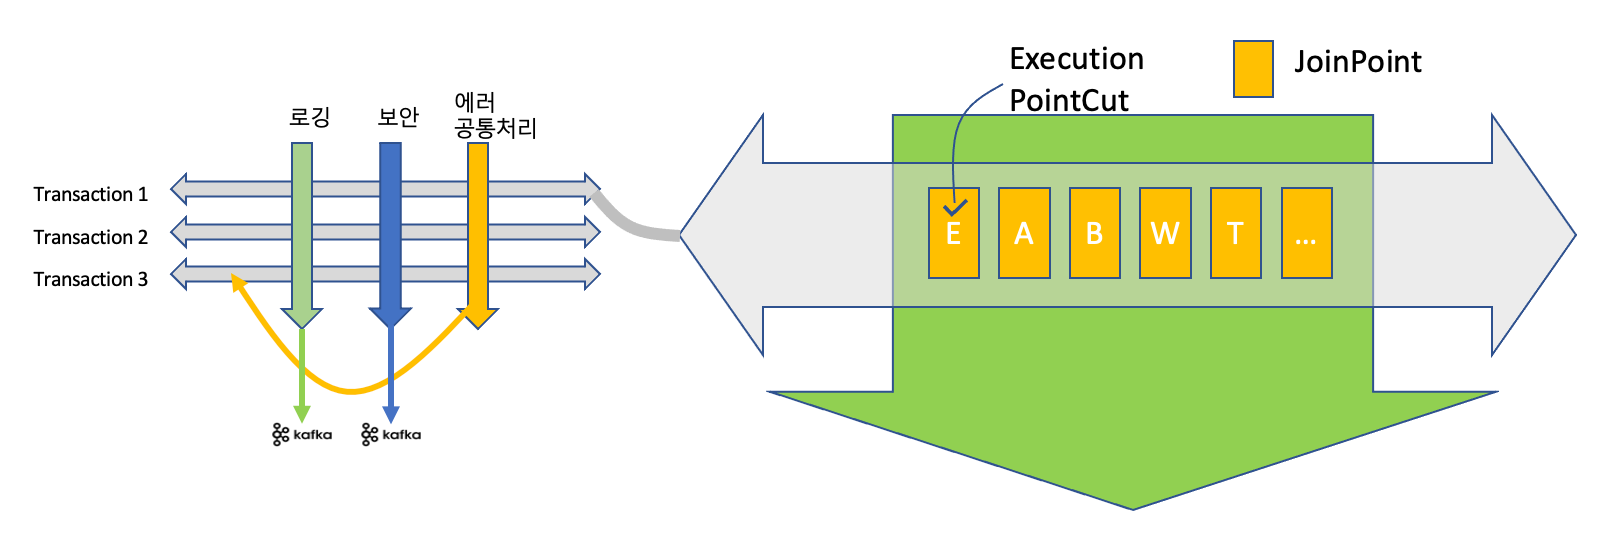 로깅
보안
에러
공통처리
Transaction 1
Transaction 2
Transaction 3
kafka
kafka
Execution
PointCut
JoinPoint
E
A
B
W
T
...